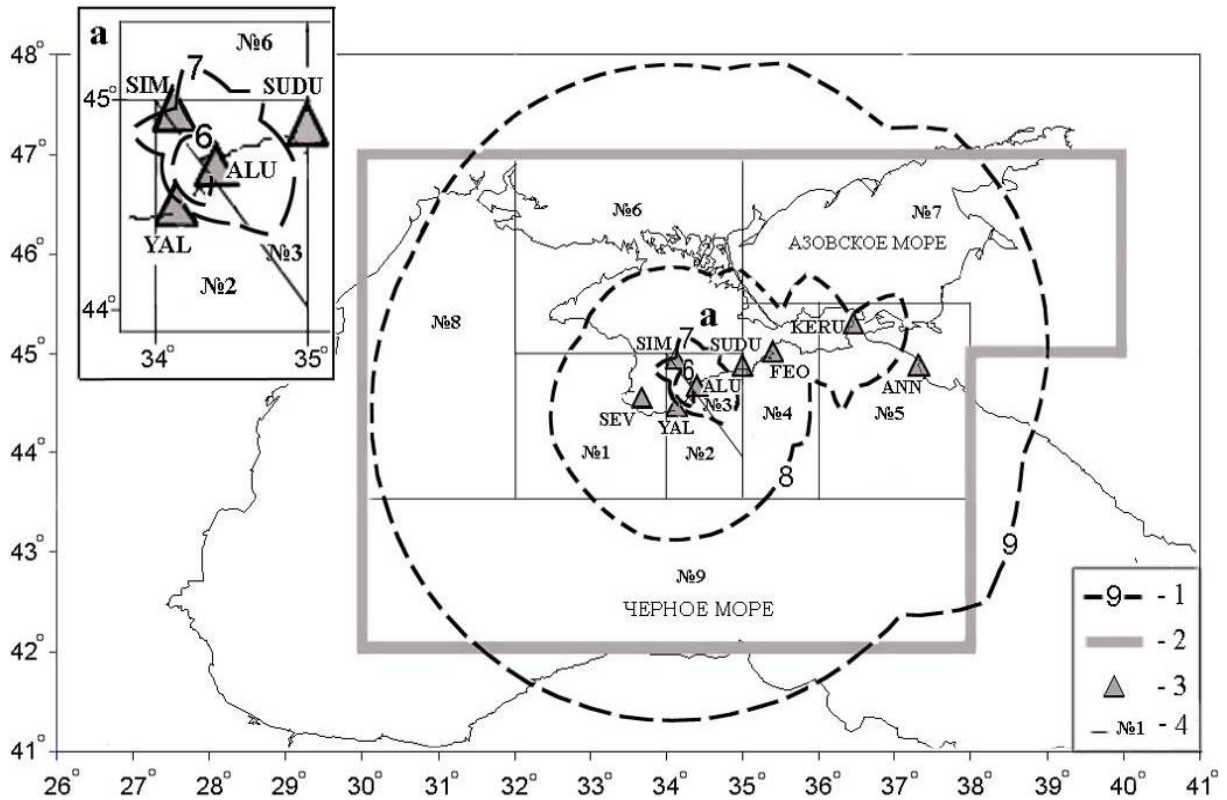 a
№6
7
SIM
SUDU
45°
6
ALU
YAL
№3
№2
44°
34°
35°
48°
47°
46°
45°
44°
43°
42°
41°
№6
№7
АЗОВСКОЕ МОРЕ
№8
a
KERU
SIM
7
SUDU
6
FEO
ALU
ANN
SEV
YAL
№3
№4
№5
№1
№2
8
9
№9
ЧЕРНОЕ МОРЕ
9 - 1
- 2
- 3
№1 - 4
26° 27° 28° 29° 30° 31° 32° 33° 34° 35° 36° 37° 38° 39° 40° 41°